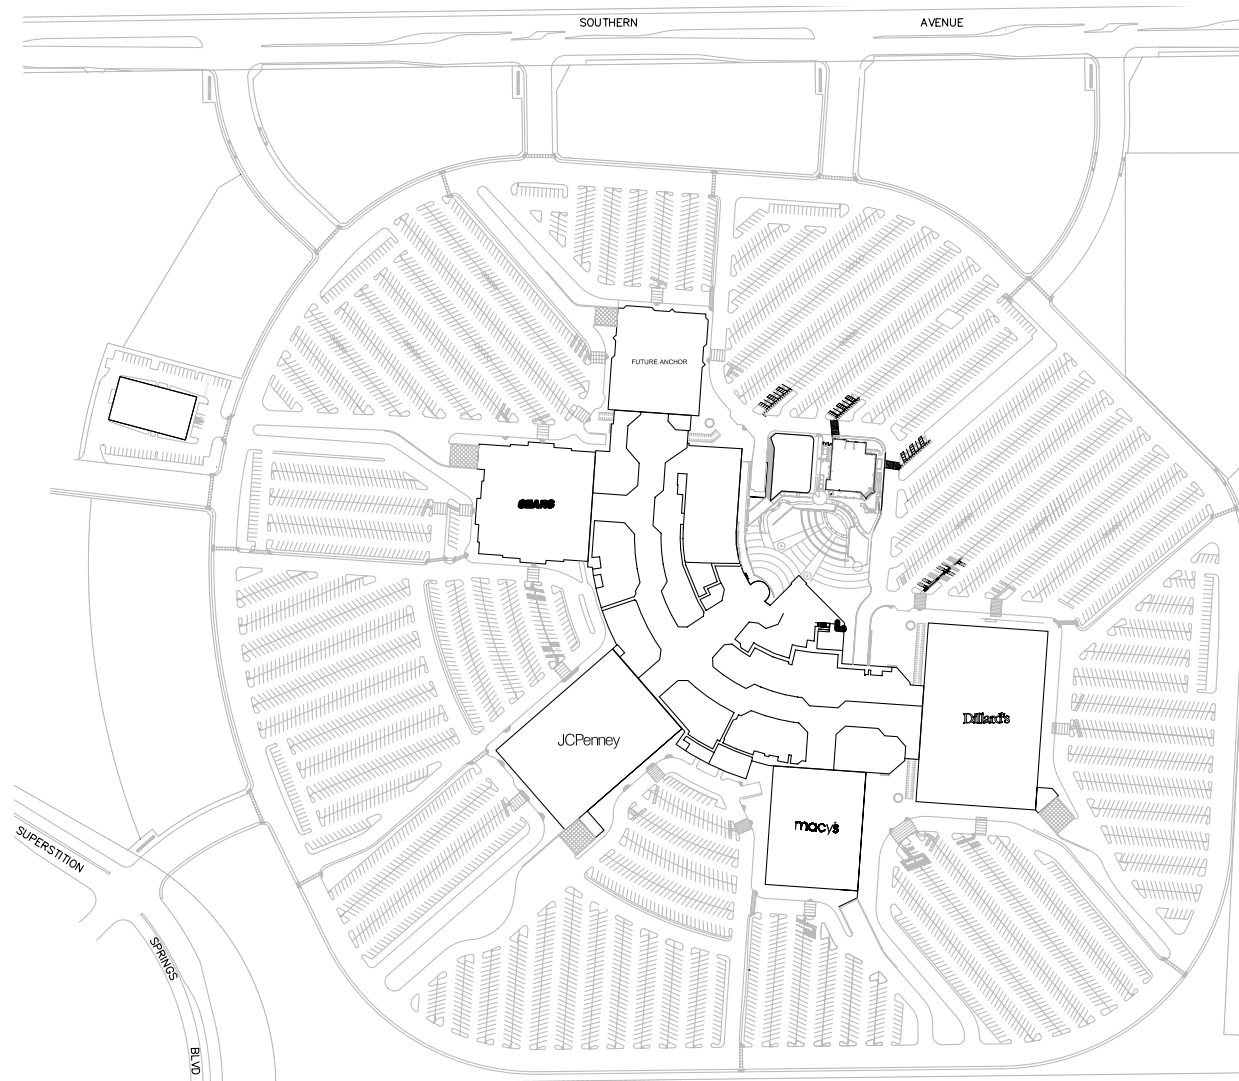 SOUTHERN AVENUE
FUTURE ANCHOR
SEARS
Dillard's
JCPenney
macy's
SUPERSTITION
SPRINGS
BLVD